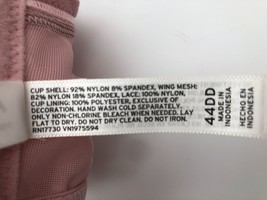 CUP SHELL: 92% NYLON 8% SPANDEX, WING MESH:
82% NYLON 18% SPANDEX, LACE: 100% NYLON,
CUP LINING: 100% POLYESTER, EXCLUSIVE OF
DECORATION. HAND WASH COLD SEPARATELY.
ONLY NON-CHLORINE BLEACH WHEN NEEDED. LAY
FLAT TO DRY. DO NOT TO DRY CLEAN. DO NOT IRON.
RN17730 VN1975594
44DD
MADE IN
INDONESIA
HECHO EN
INDONESIA